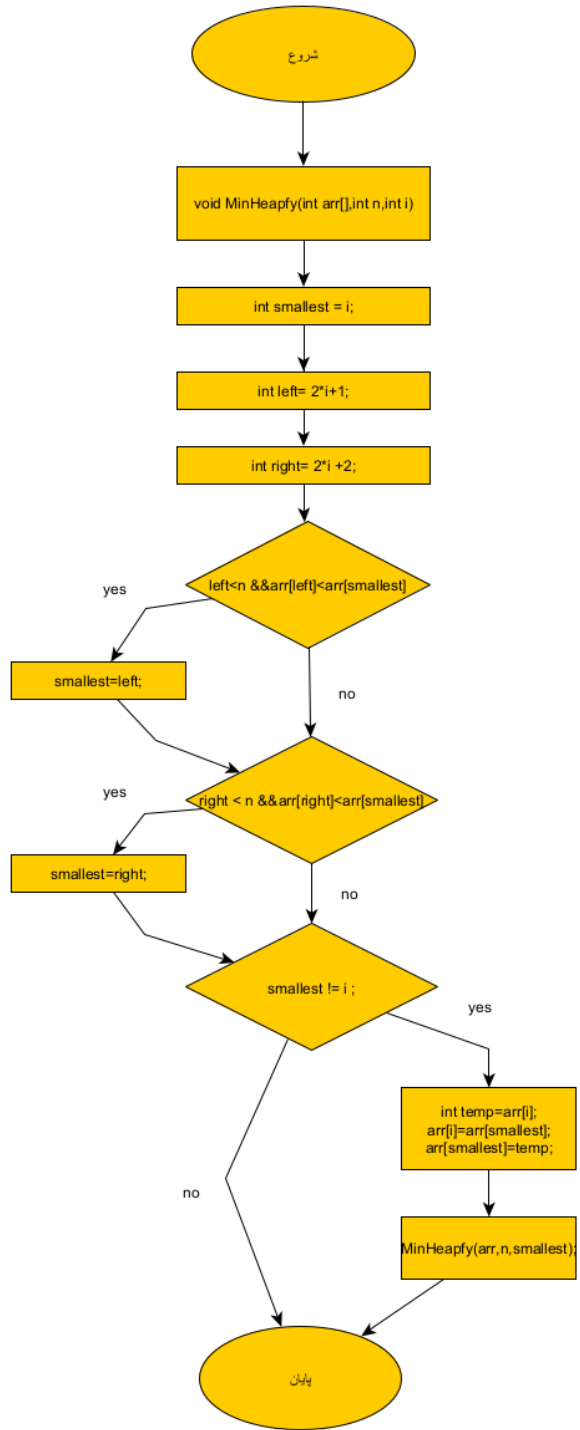 شروع
void MinHeapfy(int arr[],int n,int i)
int smallest = i;
int left= 2*i+1;
int right= 2*i +2;
left<n &&arr[left]<arr[smallest]
yes
smallest=left;
no
right < n &&arr[right]<arr[smallest]
yes
smallest=right;
no
smallest != i ;
yes
int temp=arr[i];
arr[i]=arr[smallest];
arr[smallest]=temp;
no
MinHeapfy(arr,n,smallest);
پایان